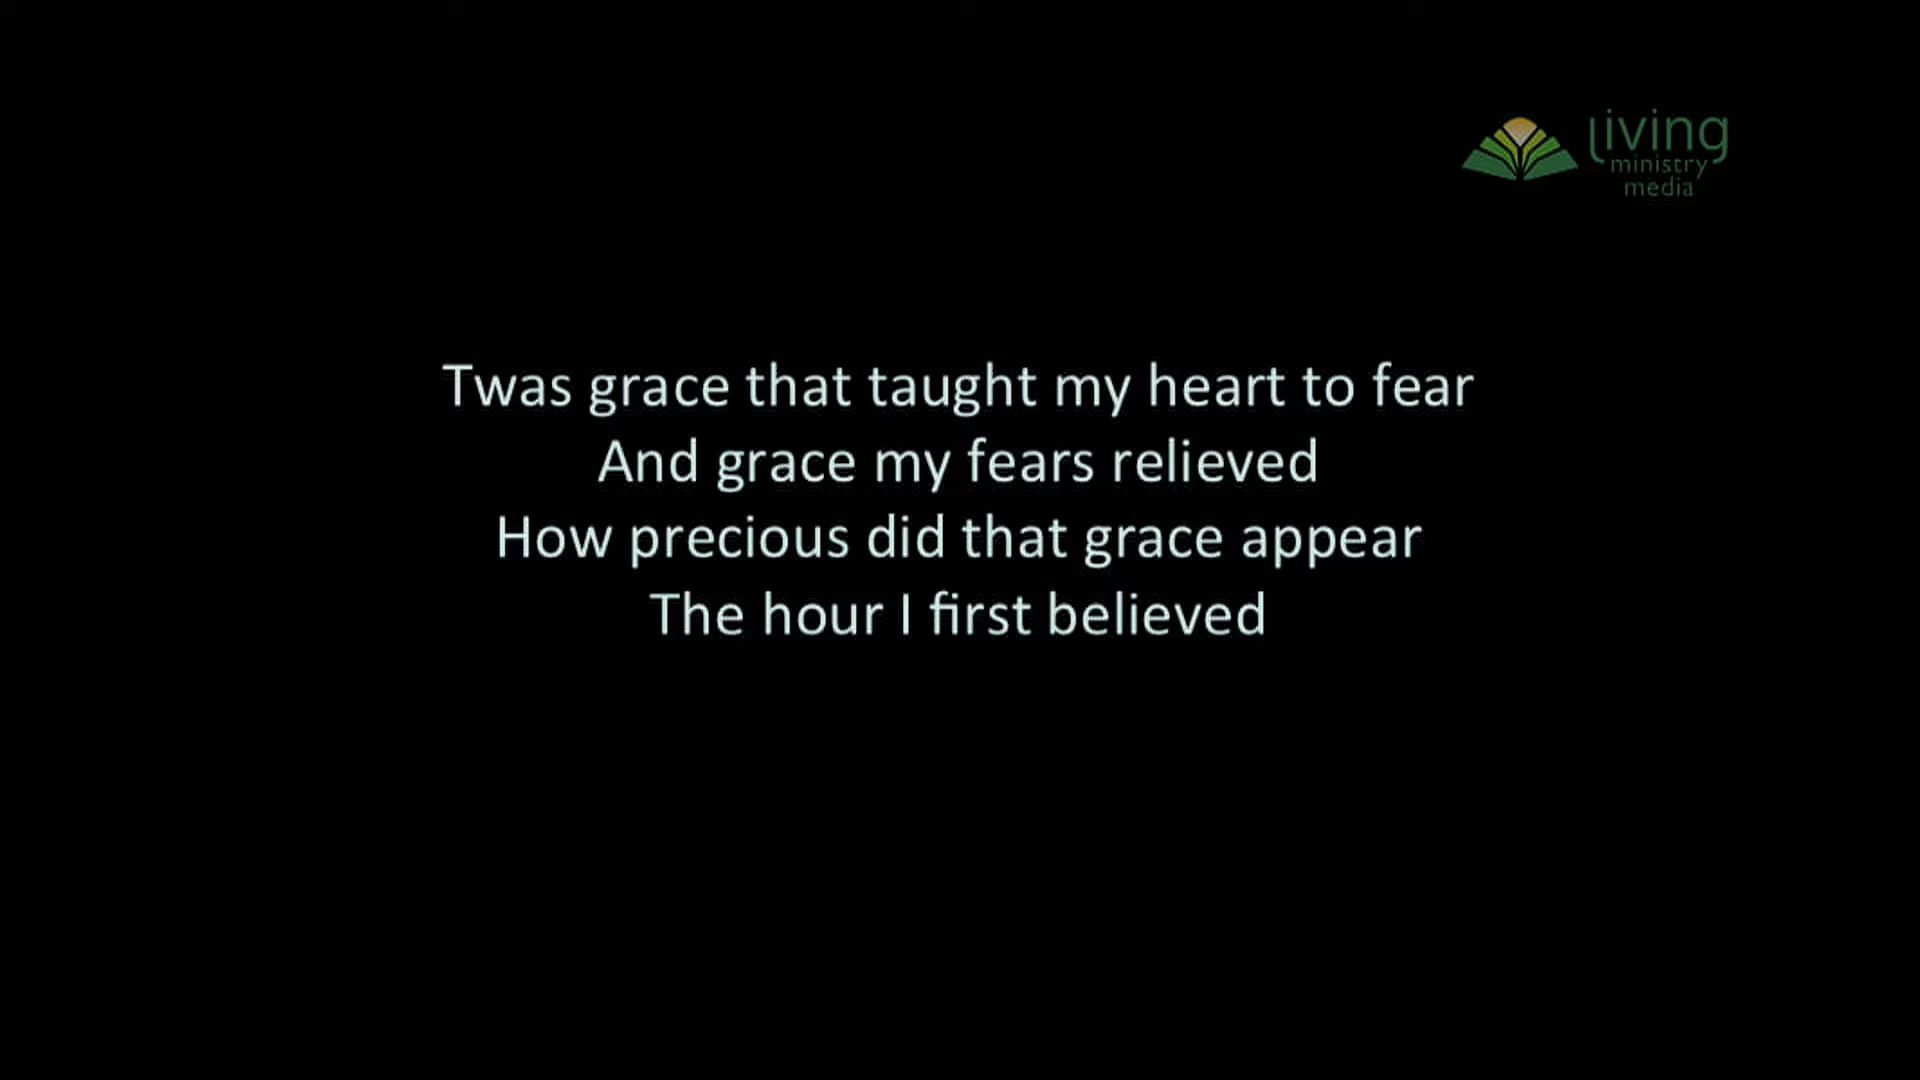 Living
ministry
media
Twas grace that taught my heart to fear
And grace my fears relieved
How precious did that grace appear
The hour I first believed